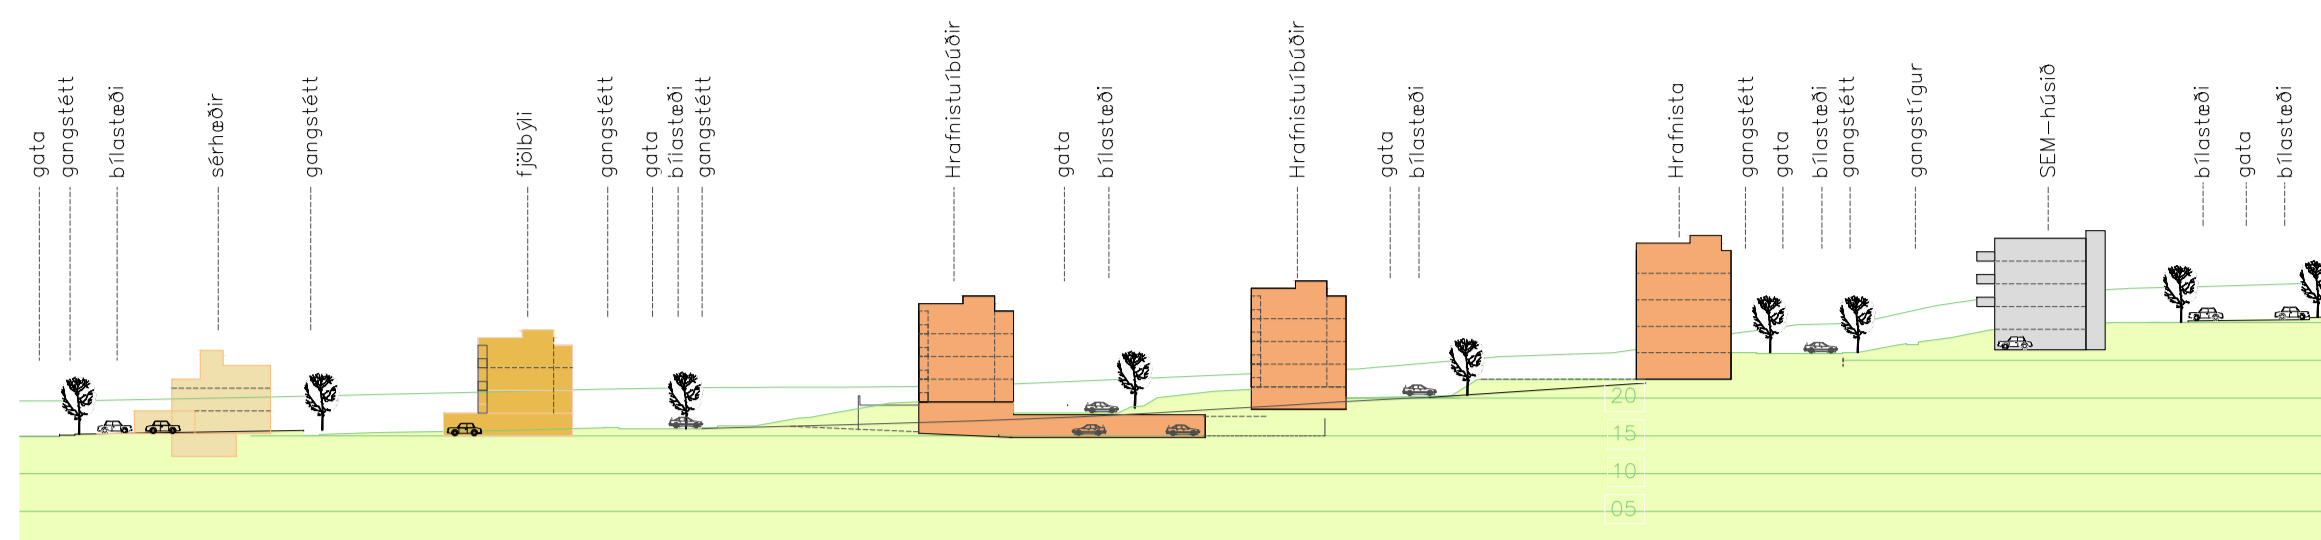 gata
gangstétt
bílastæði
sérhæðir
gangstétt
fjölbýli
gangstétt
gata
bílastæði
gangstétt
Hrafnistuíbúðir
gata
bílastæði
Hrafnistuíbúðir
gata
bílastæði
Hrafnista
gangstétt
gata
bílastæði
gangstétt
gangstígur
SEM-húsið
bílastæði
gata
bílastæði
20
15
10
05